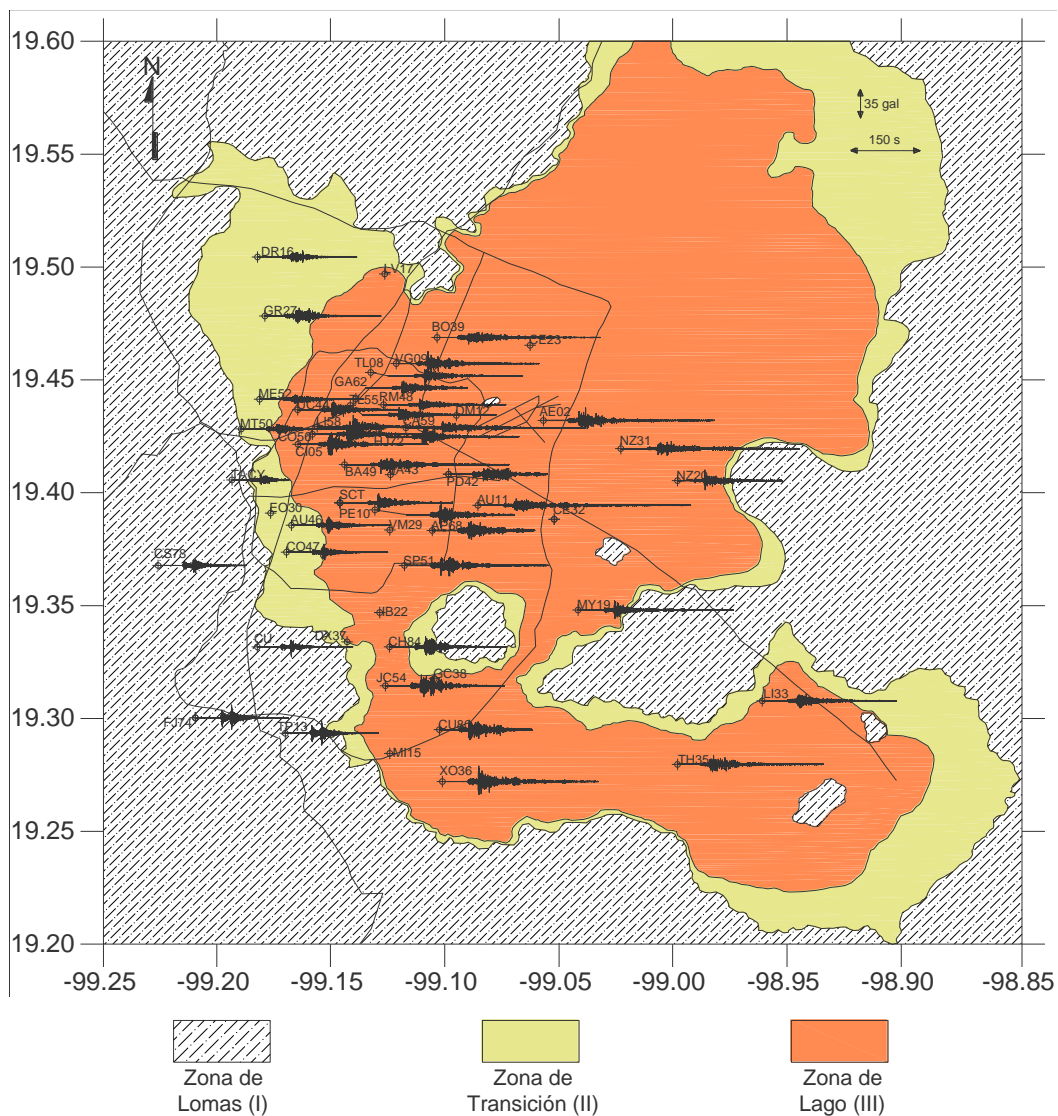 19.60
N
35 gal
150 s
19.55
19.50
DR16
LV17
GR27
BO39
CE23
VG09
TL08
19.45
GA62
ME52
RM48
DM12
AE02
MT50
CA59
CO56
HJ72
NZ31
CI05
BA49
PD42
NZ20
19.40
TACY
SCT
AU11
PE10
CE32
EO30
AU46
VM29
AP68
CO47
CS78
SP51
19.35
IB22
MY19
CU
DX37
CH84
JC54
GC38
LI33
19.30
FJ74
TP13
CU80
MI15
TH35
XO36
19.25
19.20
-99.25
-99.20
-99.15
-99.10
-99.05
-99.00
-98.95
-98.90
-98.85
Zona de
Lomas (I)
Zona de
Transición (II)
Zona de
Lago (III)